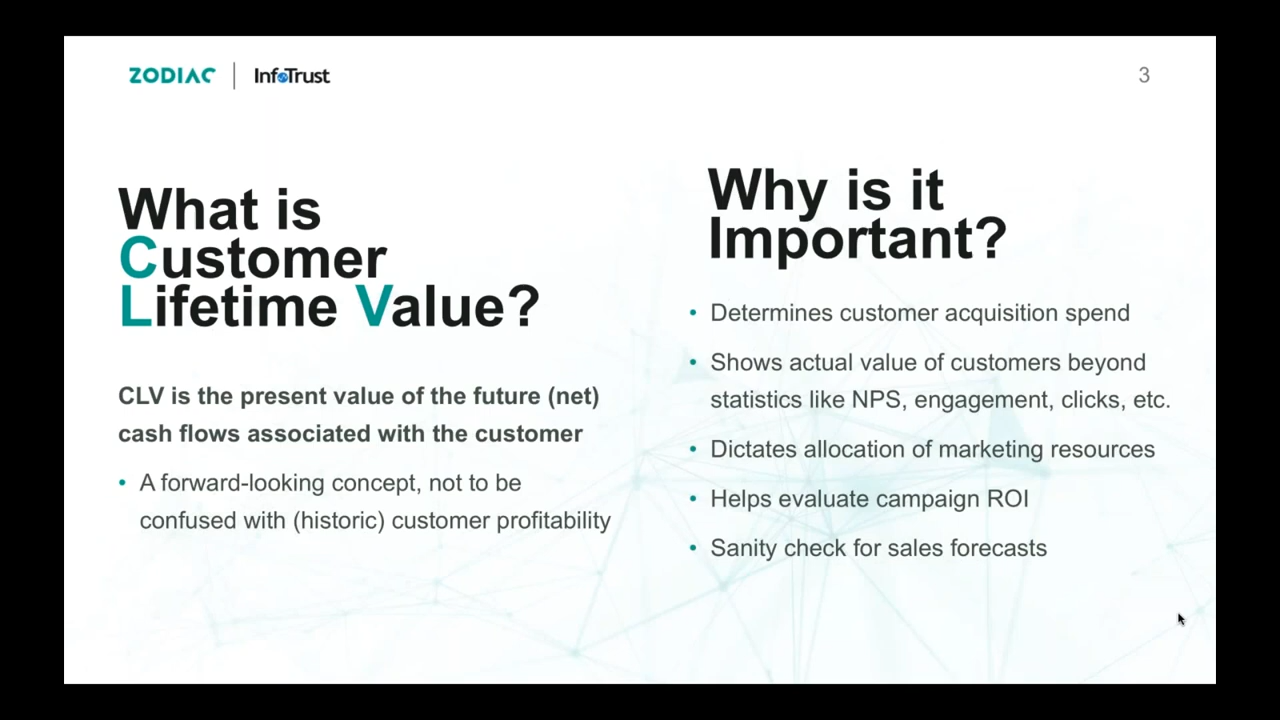 ZODIAC | InfoTrust
3
What is
Customer
Lifetime Value?
CLV is the present value of the future (net)
cash flows associated with the customer
• A forward-looking concept, not to be
confused with (historic) customer profitability
Why is it
Important?
• Determines customer acquisition spend
• Shows actual value of customers beyond
statistics like NPS, engagement, clicks, etc.
• Dictates allocation of marketing resources
• Helps evaluate campaign ROI
• Sanity check for sales forecasts